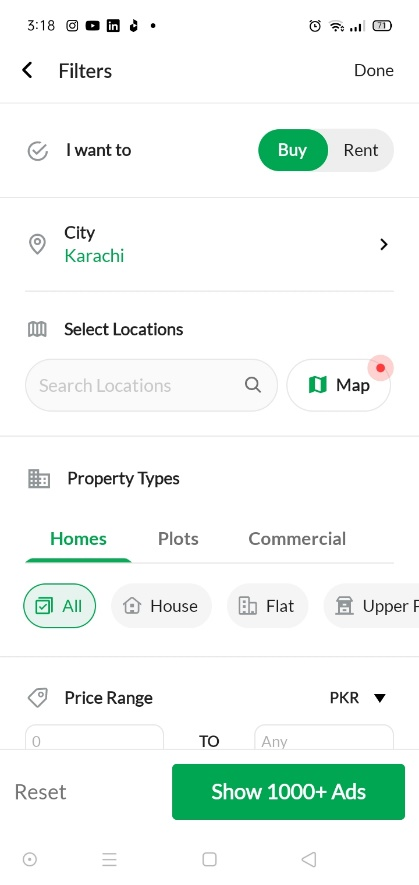 3:18 71
Filters Done
I want to Buy Rent
City
Karachi
Select Locations
Search Locations Map
Property Types
Homes Plots Commercial
All House Flat Upper
Price Range PKR
0 TO Any
Reset Show 1000+ Ads